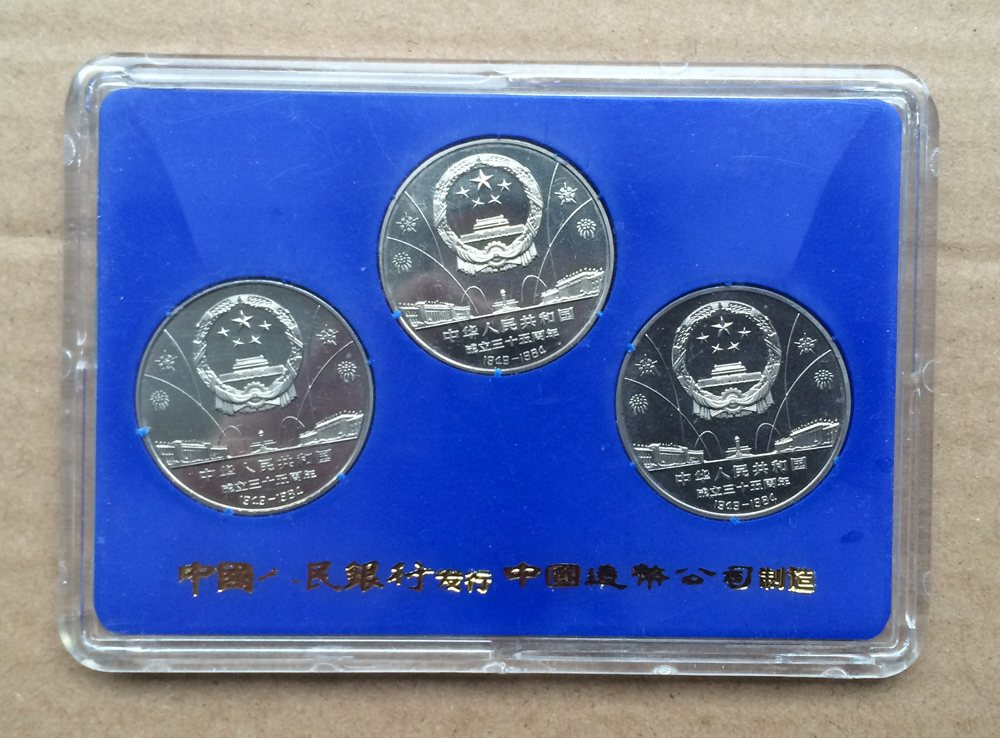 中华人民共和国
成立三十五周年
1949-1984
中华人民共和国
成立三十五周年
1949-1984
中华人民共和国
成立三十五周年
1949-1984
中國人民銀行发行 中國造幣公司制造